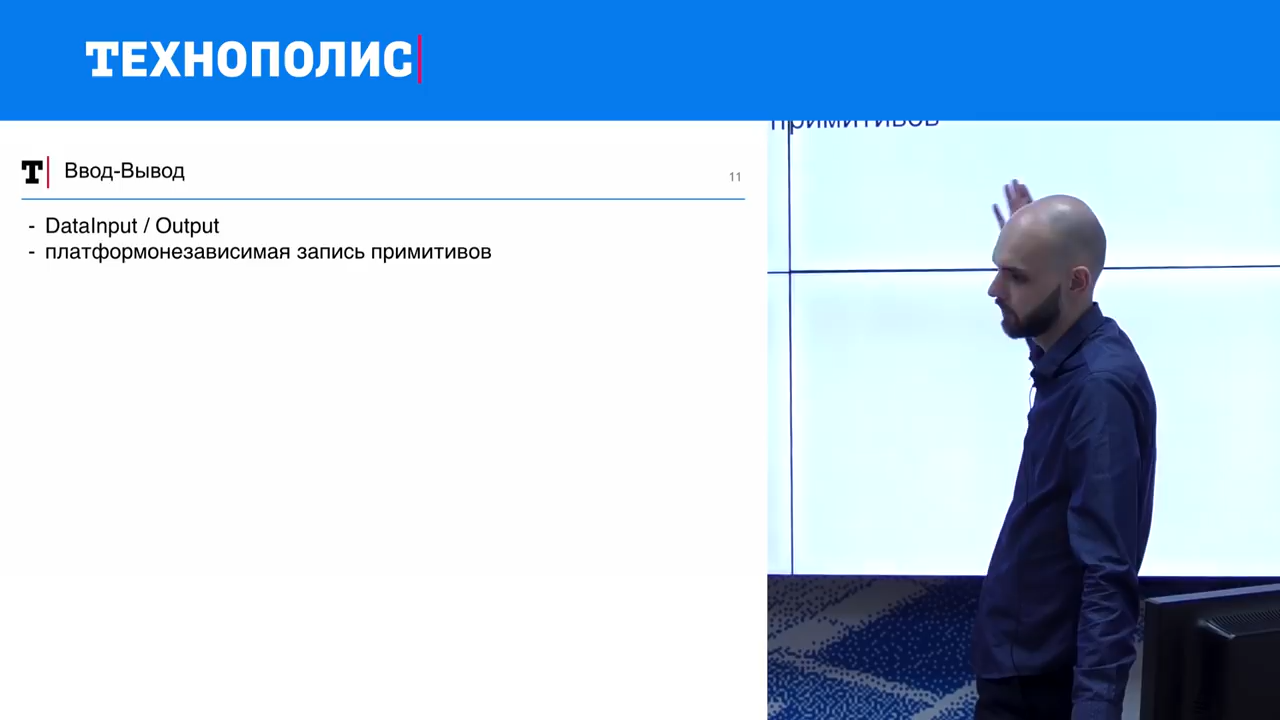 ТЕХНОПОЛИС
T
Ввод-Вывод
11
- DataInput / Output
- платформонезависимая запись примитивов
примитивов